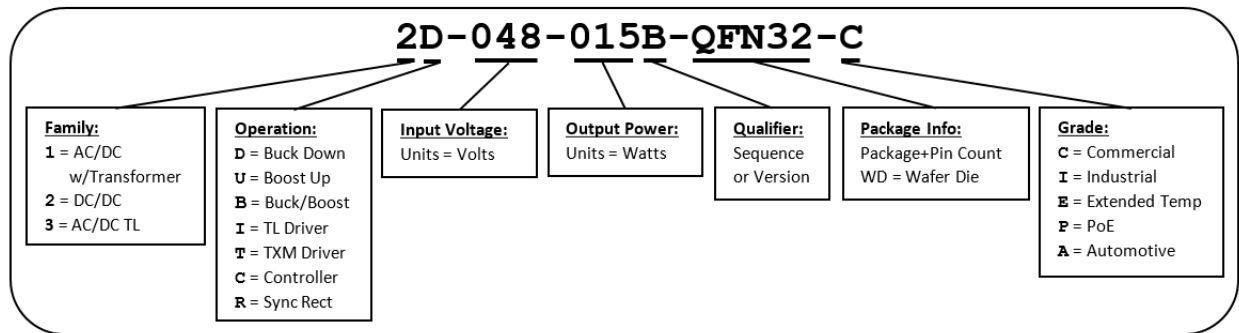 2D-048-015B-QFN32-C
Family:
1 = AC/DC
w/Transformer
2 = DC/DC
3 = AC/DC TL
Operation:
D = Buck Down
U = Boost Up
B = Buck/Boost
I = TL Driver
T = TXM Driver
C = Controller
R = Sync Rect
Input Voltage:
Units = Volts
Output Power:
Units = Watts
Qualifier:
Sequence
or Version
Package Info:
Package+Pin Count
WD = Wafer Die
Grade:
C = Commercial
I = Industrial
E = Extended Temp
P = PoE
A = Automotive